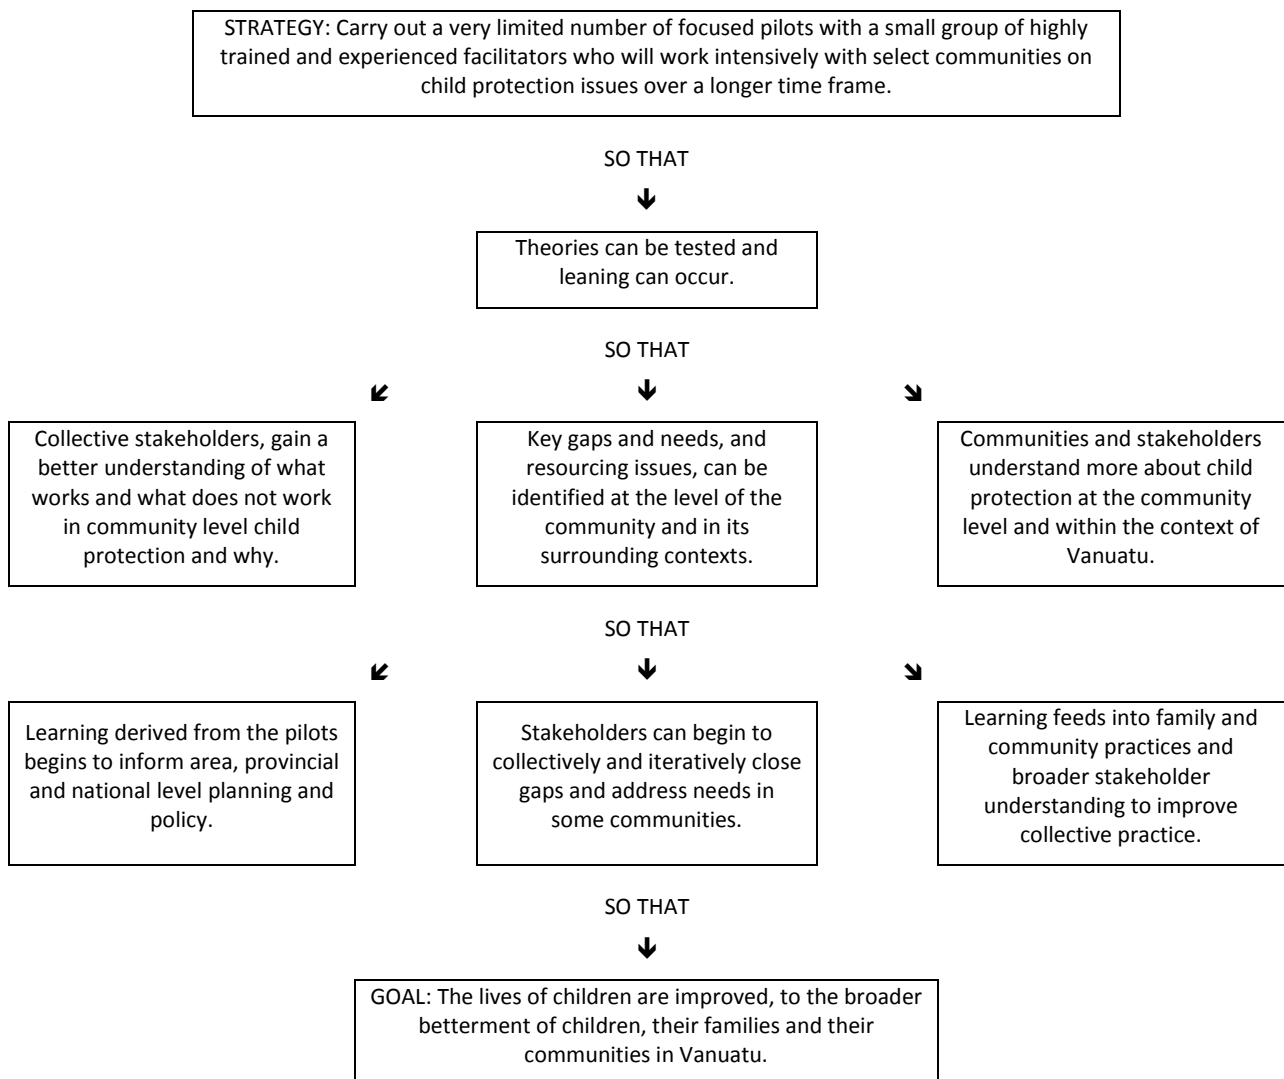 STRATEGY: Carry out a very limited number of focused pilots with a small group of highly
trained and experienced facilitators who will work intensively with select communities on
child protection issues over a longer time frame.
SO THAT
Theories can be tested and
leaning can occur.
SO THAT
Collective stakeholders, gain a
better understanding of what
works and what does not work
in community level child
protection and why.
Key gaps and needs, and
resourcing issues, can be
identified at the level of the
community and in its
surrounding contexts.
Communities and stakeholders
understand more about child
protection at the community
level and within the context of
Vanuatu.
SO THAT
Learning derived from the pilots
begins to inform area, provincial
and national level planning and
policy.
Stakeholders can begin to
collectively and iteratively close
gaps and address needs in
some communities.
Learning feeds into family and
community practices and
broader stakeholder
understanding to improve
collective practice.
SO THAT
GOAL: The lives of children are improved, to the broader
betterment of children, their families and their
communities in Vanuatu.